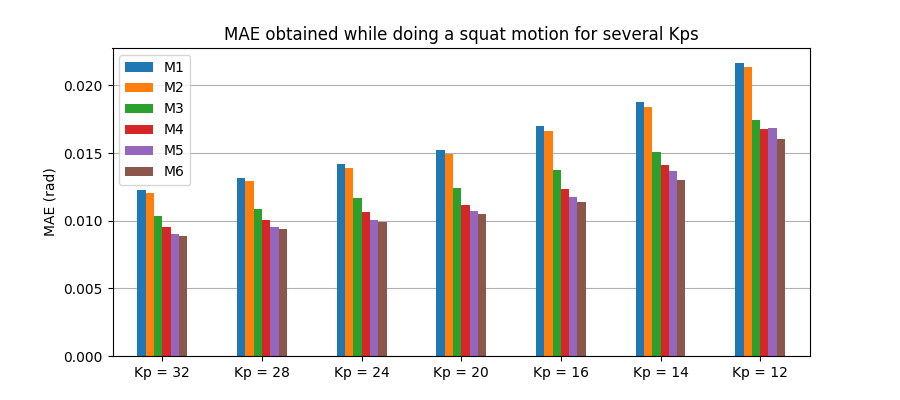 MAE obtained while doing a squat motion for several Kps
M1
M2
M3
M4
M5
M6
MAE (rad)
0.020
0.015
0.010
0.005
0.000
Kp = 32 Kp = 28 Kp = 24 Kp = 20 Kp = 16 Kp = 14 Kp = 12